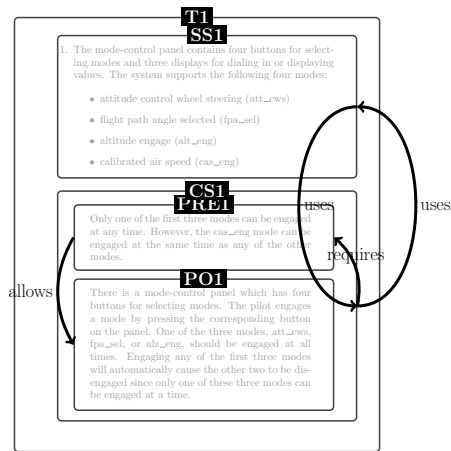 T1
SS1
1. The mode-control panel contains four buttons for select-
ing modes and three displays for dialing in or displaying
values. The system supports the following four modes:
• attitude control wheel steering (att_cws)
• flight path angle selected (fpa_sel)
• altitude engage (alt_eng)
• calibrated air speed (cas_eng)
CS1
PRE1
uses
uses
Only one of the first three modes can be engaged
at any time. However, the cas_eng mode can be
engaged at the same time as any of the other
modes.
requires
PO1
allows
There is a mode-control panel which has four
buttons for selecting modes. The pilot engages
a mode by pressing the corresponding button
on the panel. One of the three modes, att_cws,
fpa_sel, or alz_eng, should be engaged at all
times. Engaging any of the first three modes
will automatically cause the other two to be dis-
engaged since only one of these three modes can
be engaged at a time.